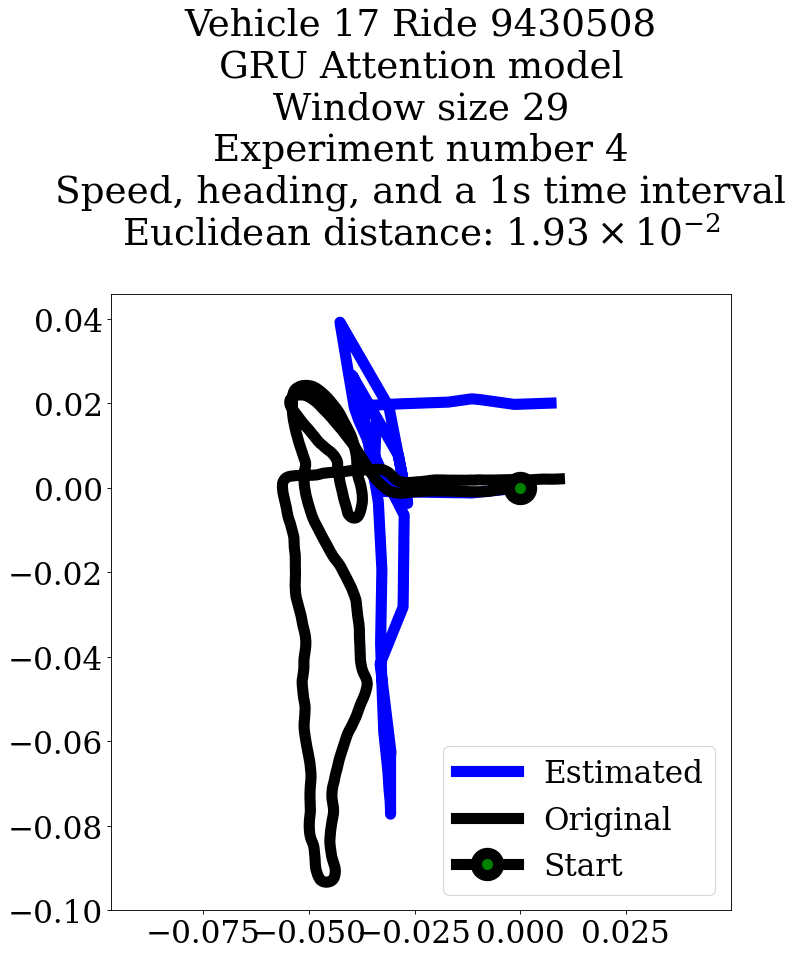 Vehicle 17 Ride 9430508
GRU Attention model
Window size 29
Experiment number 4
Speed, heading, and a 1s time interval
Euclidean distance: 1.93 × 10⁻²
0.04
0.02
0.00
−0.02
−0.04
−0.06
−0.08
−0.10
Estimated
Original
Start
−0.075 −0.050 −0.025 0.000 0.025